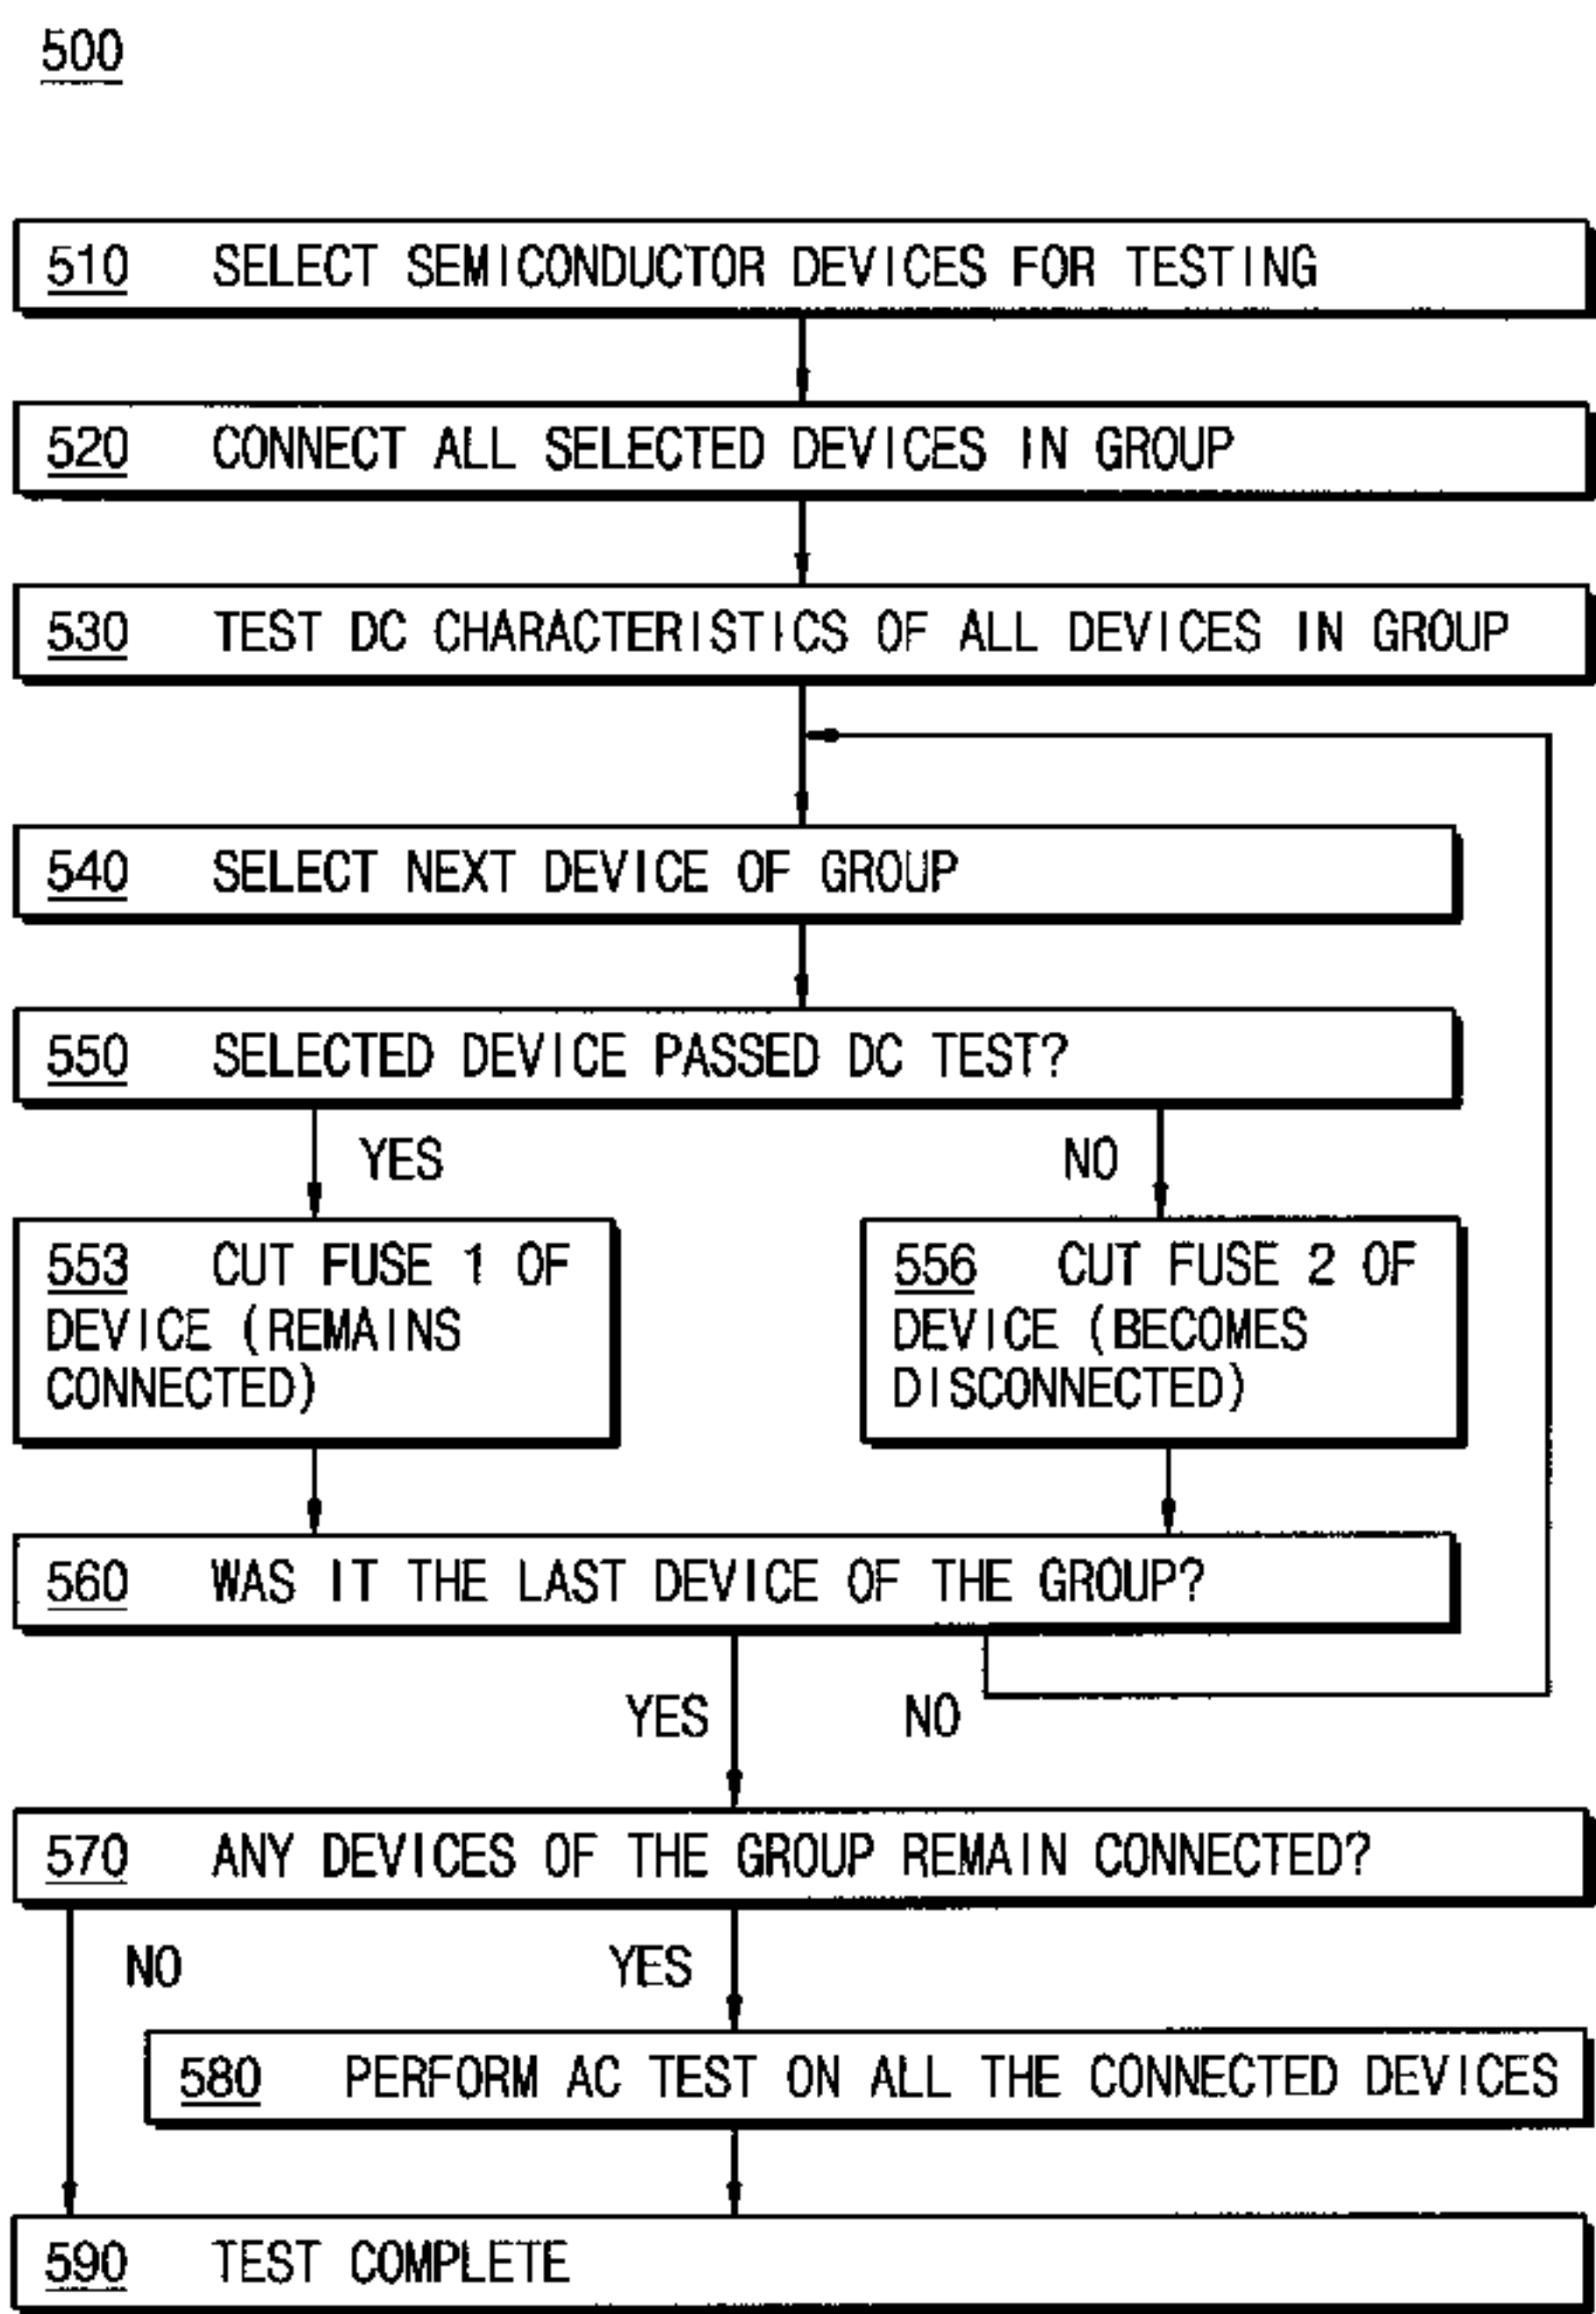 500
510 SELECT SEMICONDUCTOR DEVICES FOR TESTING
520 CONNECT ALL SELECTED DEVICES IN GROUP
530 TEST DC CHARACTERISTICS OF ALL DEVICES IN GROUP
540 SELECT NEXT DEVICE OF GROUP
550 SELECTED DEVICE PASSED DC TEST?
YES NO
553 CUT FUSE 1 OF
DEVICE (REMAINS
CONNECTED)
556 CUT FUSE 2 OF
DEVICE (BECOMES
DISCONNECTED)
560 WAS IT THE LAST DEVICE OF THE GROUP?
YES NO
570 ANY DEVICES OF THE GROUP REMAIN CONNECTED?
NO YES
580 PERFORM AC TEST ON ALL THE CONNECTED DEVICES
590 TEST COMPLETE